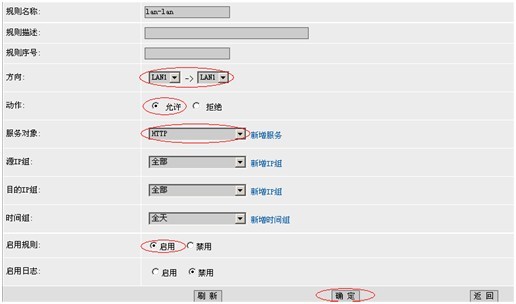 规则名称: lan-lan
规则描述:
规则序号:
方向: LAN1 -> LAN1
动作: 允许 拒绝
服务对象: HTTP 新增服务
源IP组: 全部 新增IP组
目的IP组: 全部 新增IP组
时间组: 全天 新增时间组
启用规则: 启用 禁用
启用日志: 启用 禁用
刷新 确定 返回